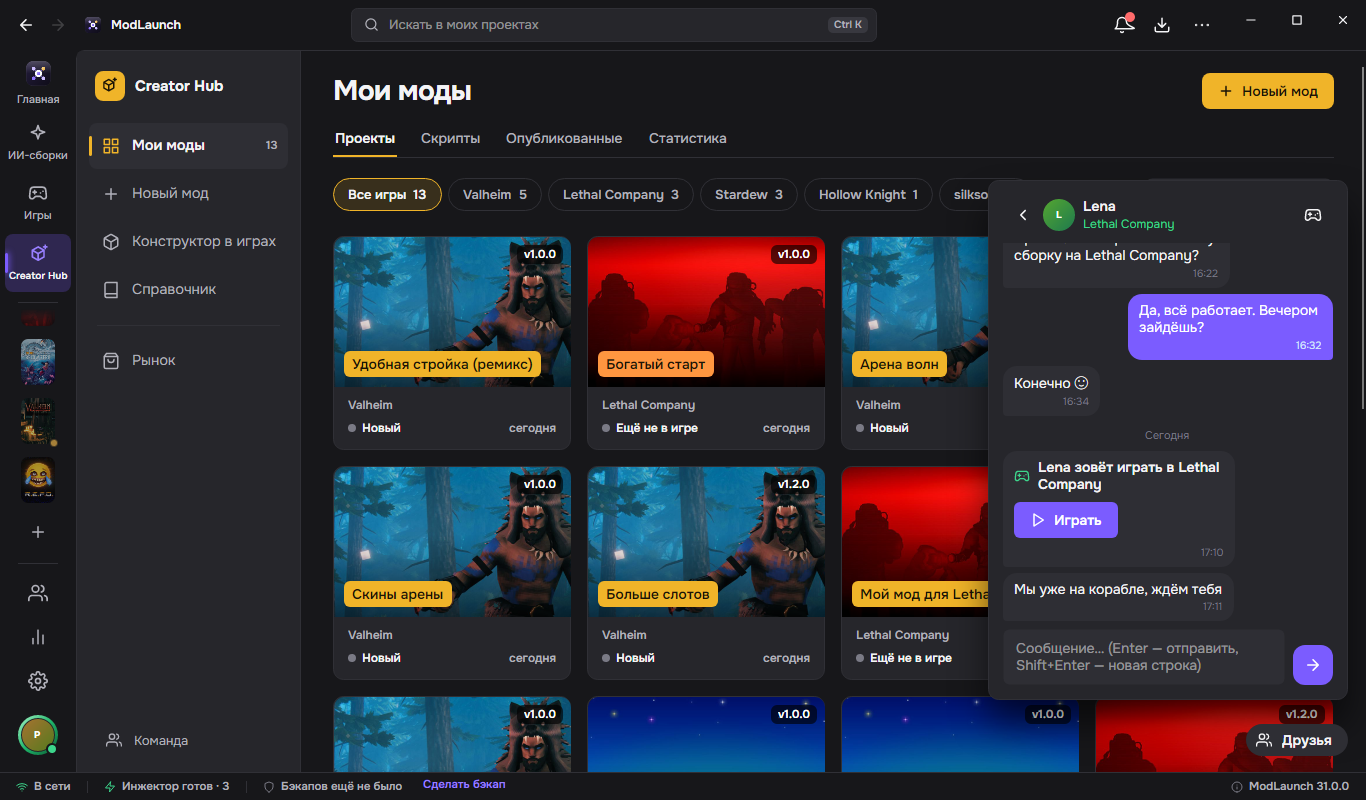 ModLaunch
Искать в моих проектах
Ctrl K
Главная
ИИ-сборки
Игры
Creator Hub
Creator Hub
Мои моды 13
Новый мод
Конструктор в играх
Справочник
Рынок
Команда
Мои моды
Новый мод
Проекты Скрипты Опубликованные Статистика
Все игры 13 Valheim 5 Lethal Company 3 Stardew 3 Hollow Knight 1 silkso
v1.0.0
Удобная стройка (ремикс)
Valheim
Новый сегодня
v1.0.0
Богатый старт
Lethal Company
Ещё не в игре сегодня
Арена волн
Valheim
Новый
v1.0.0
Скины арены
Valheim
Новый сегодня
v1.2.0
Больше слотов
Valheim
Новый сегодня
Мой мод для Letha
Lethal Company
Ещё не в игре
v1.0.0
v1.0.0
v1.0.0
v1.2.0
L
Lena
Lethal Company
сборку на Lethal Company?
16:22
Да, всё работает. Вечером
зайдёшь?
16:32
Конечно
16:34
Сегодня
Lena зовёт играть в Lethal
Company
Играть
17:10
Мы уже на корабле, ждём тебя
17:11
Сообщение... (Enter — отправить,
Shift+Enter — новая строка)
Друзья
R.E.P.O.
P
В сети
Инжектор готов · 3
Бэкапов ещё не было
Сделать бэкап
ModLaunch 31.0.0